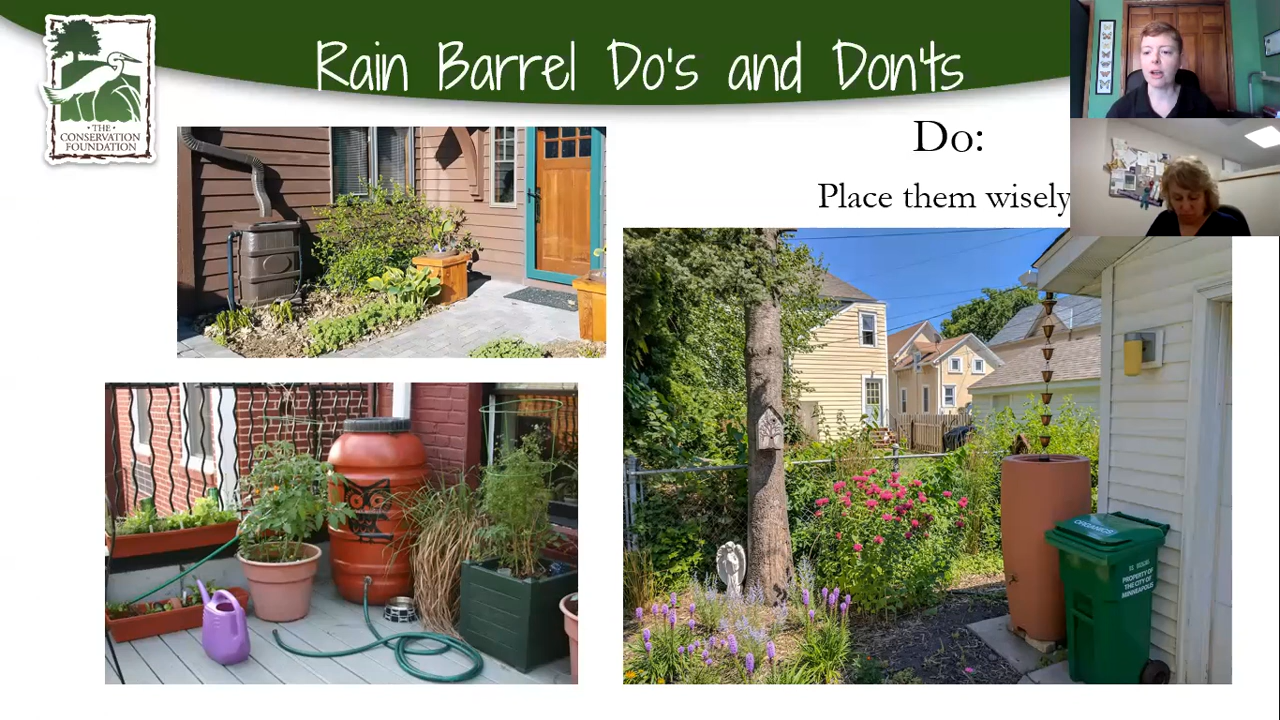 Rain Barrel Do's and Don'ts
THE
CONSERVATION
FOUNDATION
Do:
Place them wisely
ORGANICS
PROPERTY OF
THE CITY OF
MINNEAPOLIS